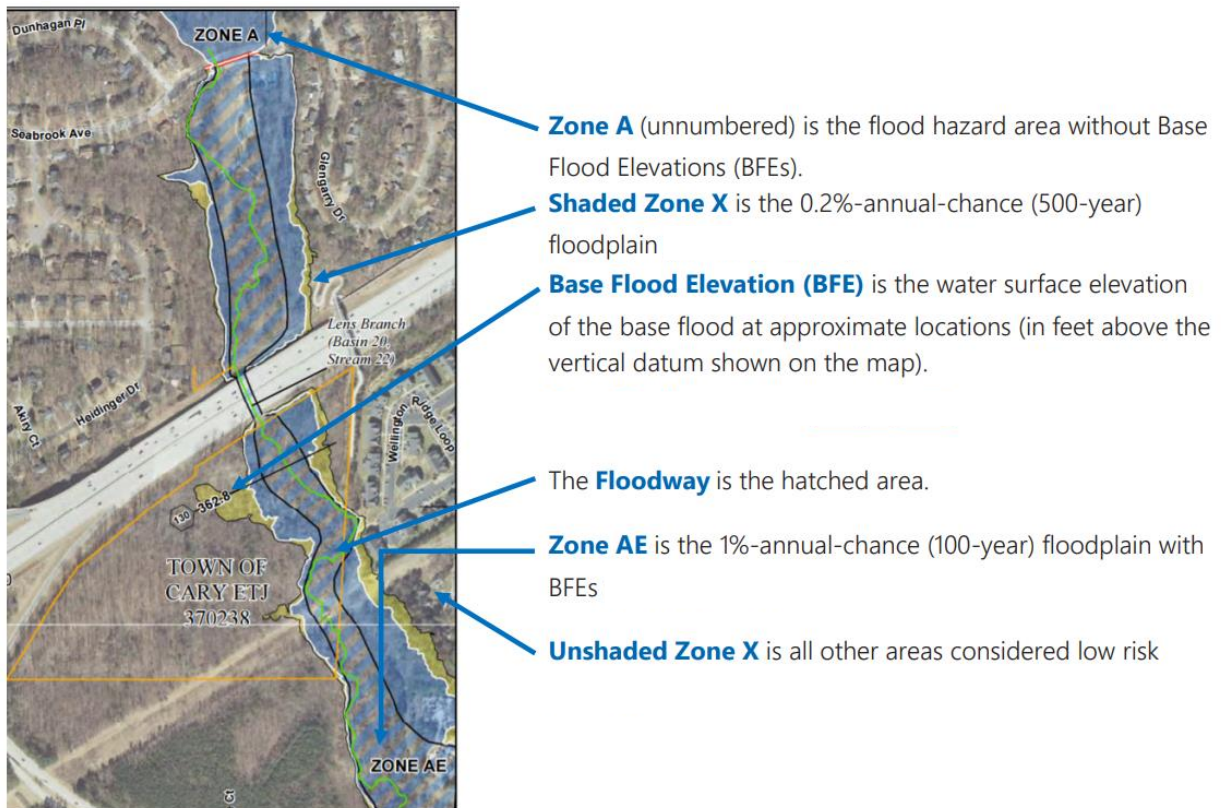 Dunhagan Pl
ZONE A
Seabrook Ave
Glengarry Dr
Zone A (unnumbered) is the flood hazard area without Base
Flood Elevations (BFEs).
Shaded Zone X is the 0.2%-annual-chance (500-year)
floodplain
Base Flood Elevation (BFE) is the water surface elevation
of the base flood at approximate locations (in feet above the
vertical datum shown on the map).
Lens Branch
(Basin 20,
Stream 22)
Akiry Ct
Heidinger Dr
Wellington
Ridge Loop
130
362.8
The Floodway is the hatched area.
Zone AE is the 1%-annual-chance (100-year) floodplain with
BFEs
TOWN OF
CARY ETJ
370238
Unshaded Zone X is all other areas considered low risk
ZONE AE